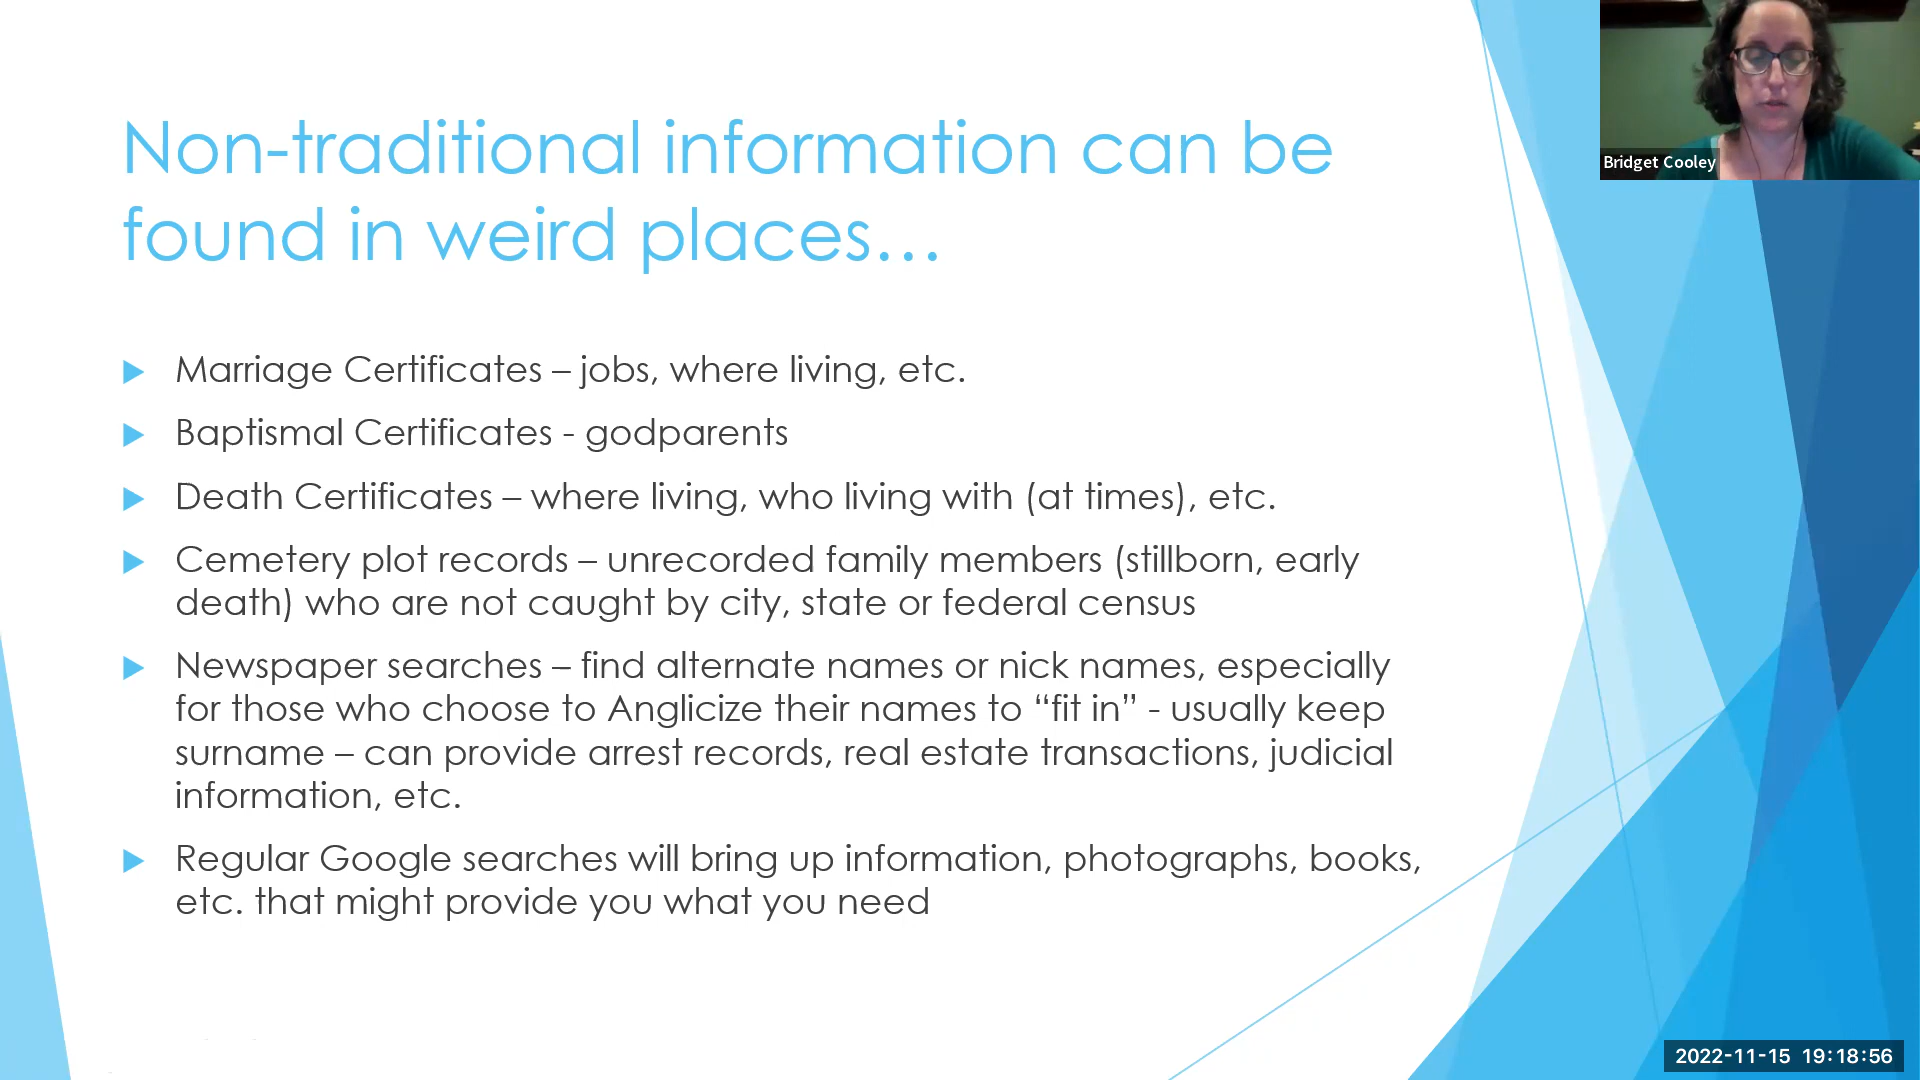 Non-traditional information can be
found in weird places…
Marriage Certificates – jobs, where living, etc.
Baptismal Certificates - godparents
Death Certificates – where living, who living with (at times), etc.
Cemetery plot records – unrecorded family members (stillborn, early
death) who are not caught by city, state or federal census
Newspaper searches – find alternate names or nick names, especially
for those who choose to Anglicize their names to “fit in” - usually keep
surname – can provide arrest records, real estate transactions, judicial
information, etc.
Regular Google searches will bring up information, photographs, books,
etc. that might provide you what you need
Bridget Cooley
2022-11-15 19:18:56